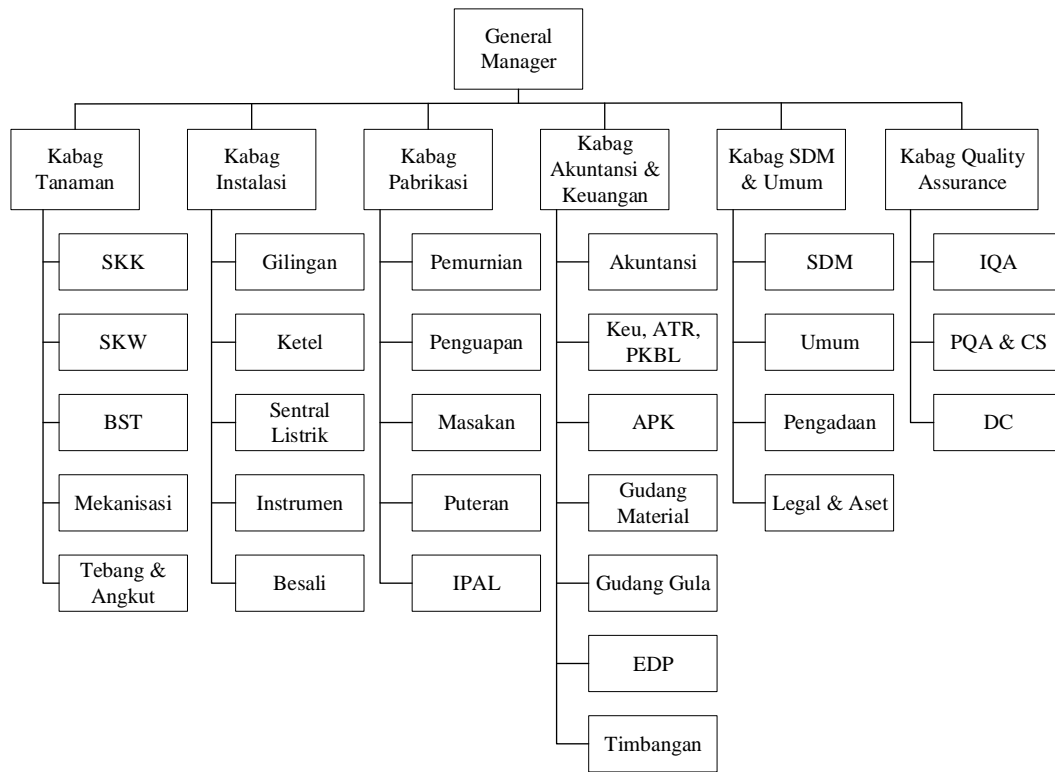 General
Manager
Kabag
Tanaman
Kabag
Instalasi
Kabag
Pabrikasi
Kabag
Akuntansi &
Keuangan
Kabag SDM
& Umum
Kabag Quality
Assurance
SKK
SKW
BST
Mekanisasi
Tebang &
Angkut
Gilingan
Ketel
Sentral
Listrik
Instrumen
Besali
Pemurnian
Penguapan
Masakan
Puteran
IPAL
Akuntansi
Keu, ATR,
PKBL
APK
Gudang
Material
Gudang Gula
EDP
Timbangan
SDM
Umum
Pengadaan
Legal & Aset
IQA
PQA & CS
DC